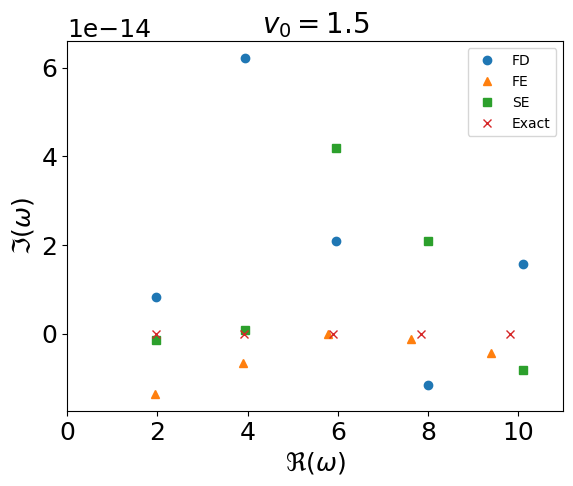 v₀ = 1.5
1e−14
FD
FE
SE
Exact
6
4
2
0
ℑ(ω)
0 2 4 6 8 10
ℜ(ω)